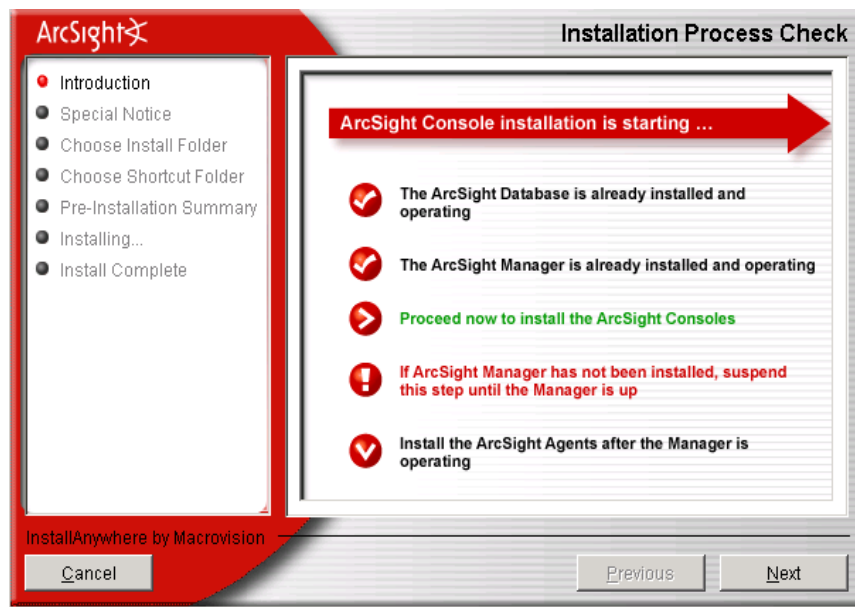 ArcSight
Installation Process Check
Introduction
Special Notice
Choose Install Folder
Choose Shortcut Folder
Pre-Installation Summary
Installing...
Install Complete
ArcSight Console installation is starting ...
The ArcSight Database is already installed and
operating
The ArcSight Manager is already installed and operating
Proceed now to install the ArcSight Consoles
If ArcSight Manager has not been installed, suspend
this step until the Manager is up
Install the ArcSight Agents after the Manager is
operating
InstallAnywhere by Macrovision
Cancel
Previous
Next